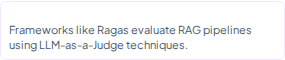 Frameworks like Ragas evaluate RAG pipelines
using LLM-as-a-Judge techniques.